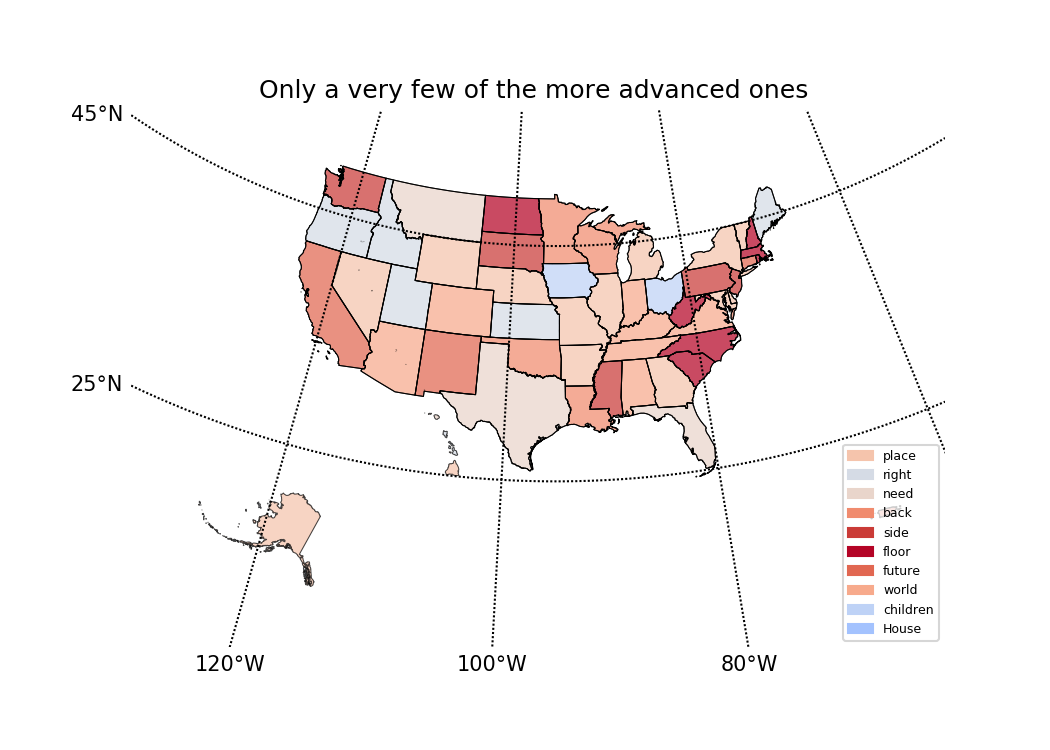 Only a very few of the more advanced ones
45°N
25°N
place
right
need
back
side
floor
future
world
children
House
120°W
100°W
80°W